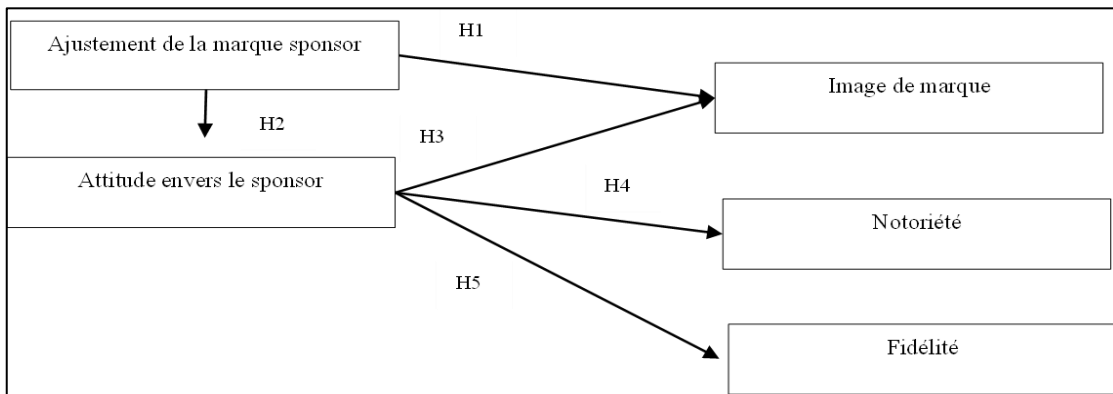 Ajustement de la marque sponsor
H1
Image de marque
H2
H3
Attitude envers le sponsor
H4
Notoriété
H5
Fidélité